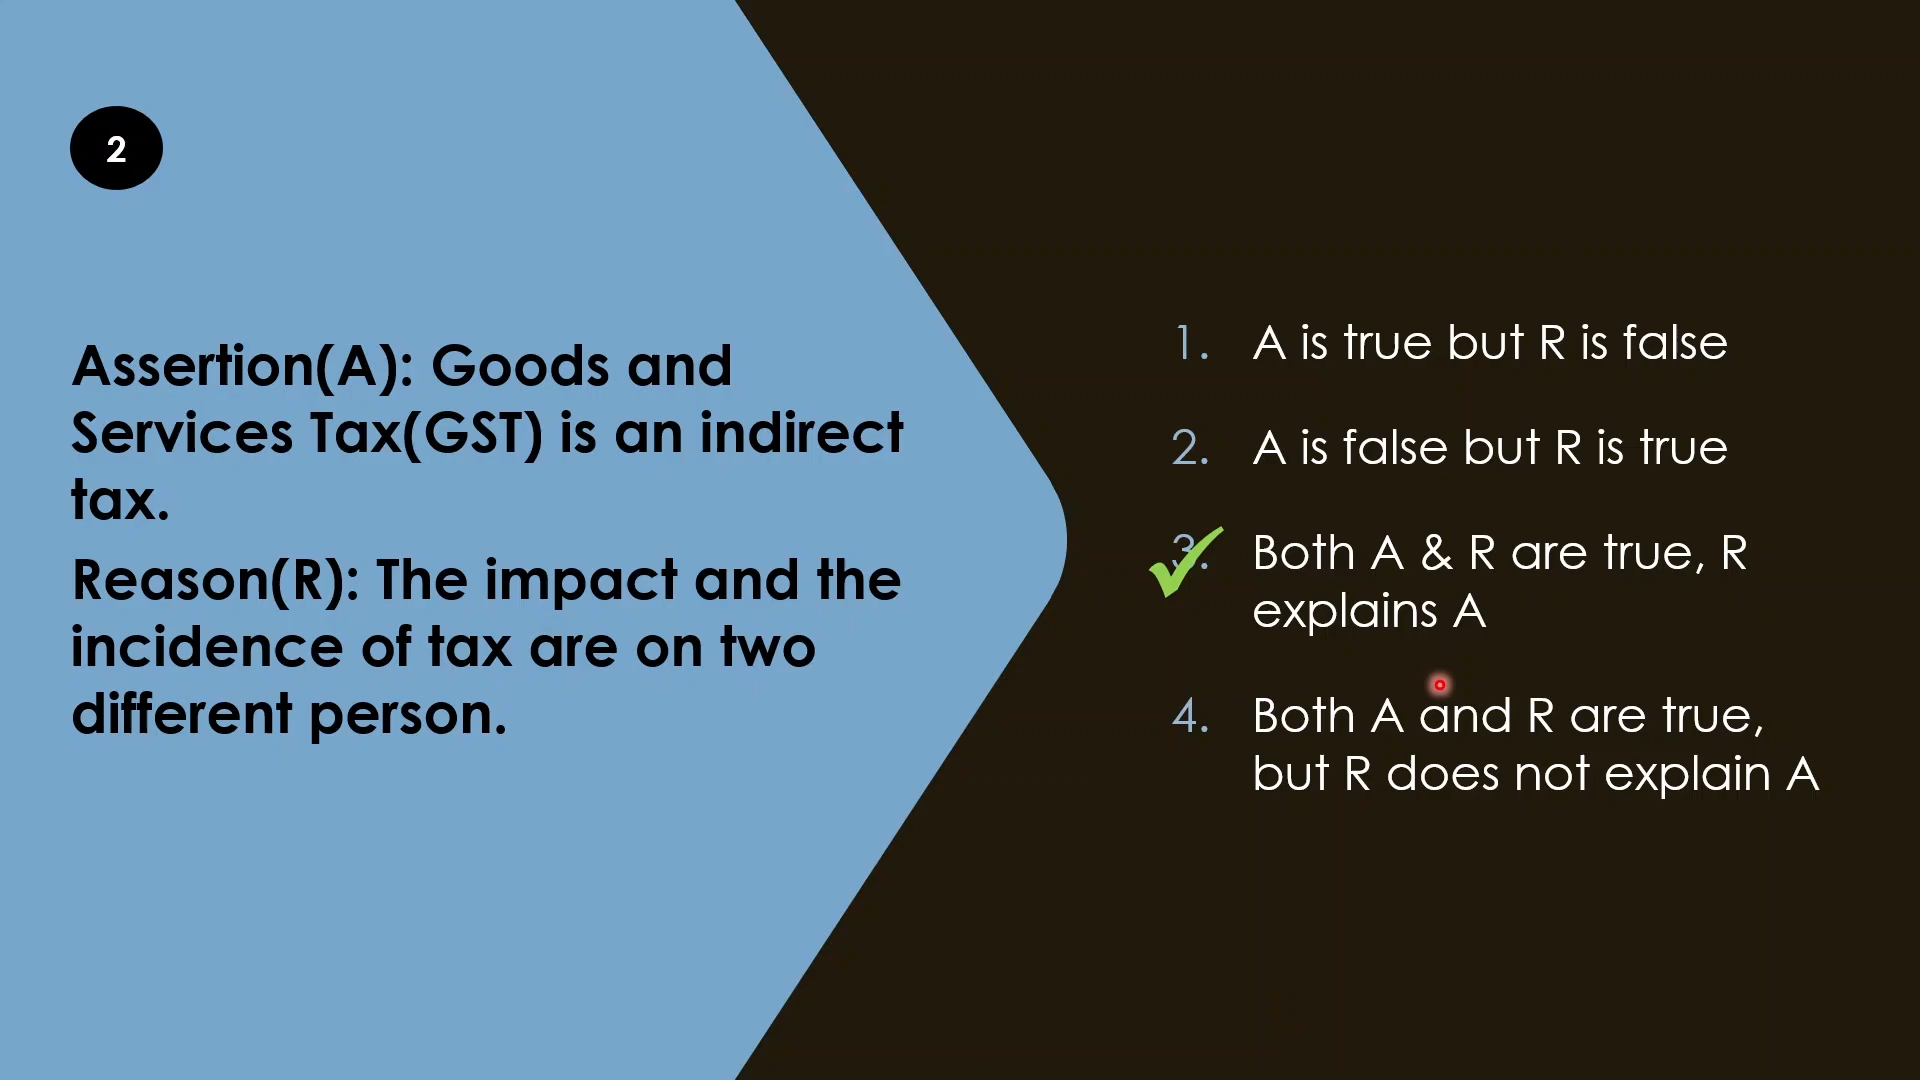 2
Assertion(A): Goods and
Services Tax(GST) is an indirect
tax.
Reason(R): The impact and the
incidence of tax are on two
different person.
1. A is true but R is false
2. A is false but R is true
3. Both A & R are true, R
explains A
4. Both A and R are true,
but R does not explain A